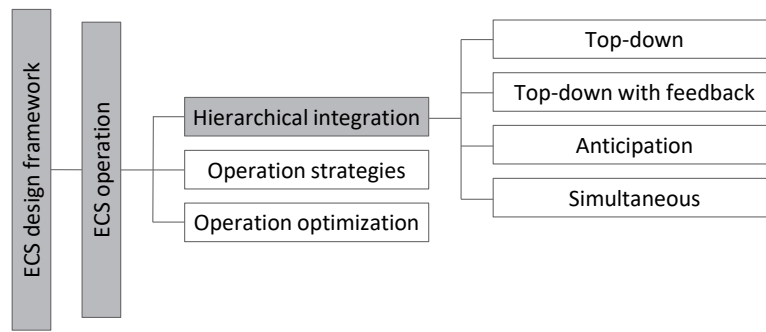 ECS design framework
ECS operation
Hierarchical integration
Operation strategies
Operation optimization
Top-down
Top-down with feedback
Anticipation
Simultaneous